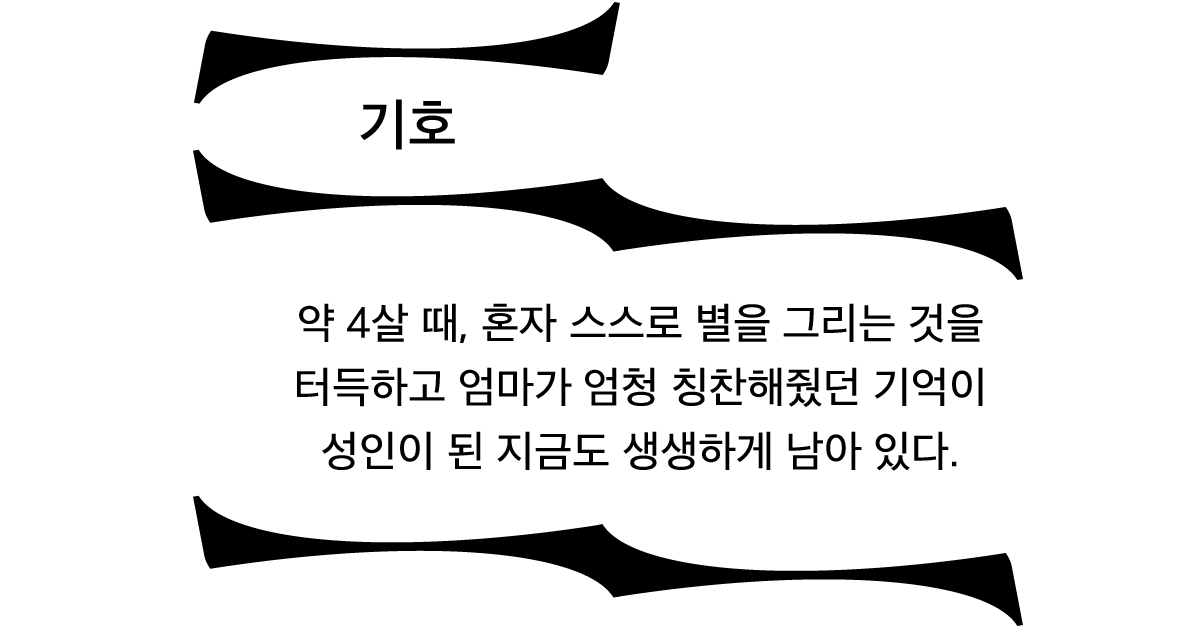 기호
약 4살 때, 혼자 스스로 별을 그리는 것을
터득하고 엄마가 엄청 칭찬해줬던 기억이
성인이 된 지금도 생생하게 남아 있다.